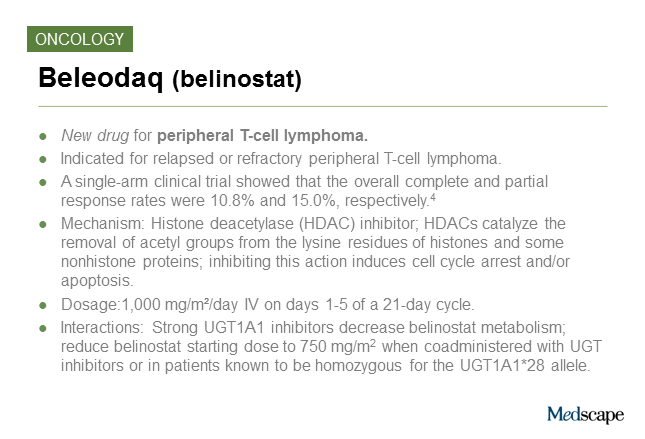 ONCOLOGY
Beleodaq (belinostat)
● New drug for peripheral T-cell lymphoma.
● Indicated for relapsed or refractory peripheral T-cell lymphoma.
● A single-arm clinical trial showed that the overall complete and partial
response rates were 10.8% and 15.0%, respectively.⁴
● Mechanism: Histone deacetylase (HDAC) inhibitor; HDACs catalyze the
removal of acetyl groups from the lysine residues of histones and some
nonhistone proteins; inhibiting this action induces cell cycle arrest and/or
apoptosis.
● Dosage:1,000 mg/m²/day IV on days 1-5 of a 21-day cycle.
● Interactions: Strong UGT1A1 inhibitors decrease belinostat metabolism;
reduce belinostat starting dose to 750 mg/m² when coadministered with UGT
inhibitors or in patients known to be homozygous for the UGT1A1*28 allele.
Medscape